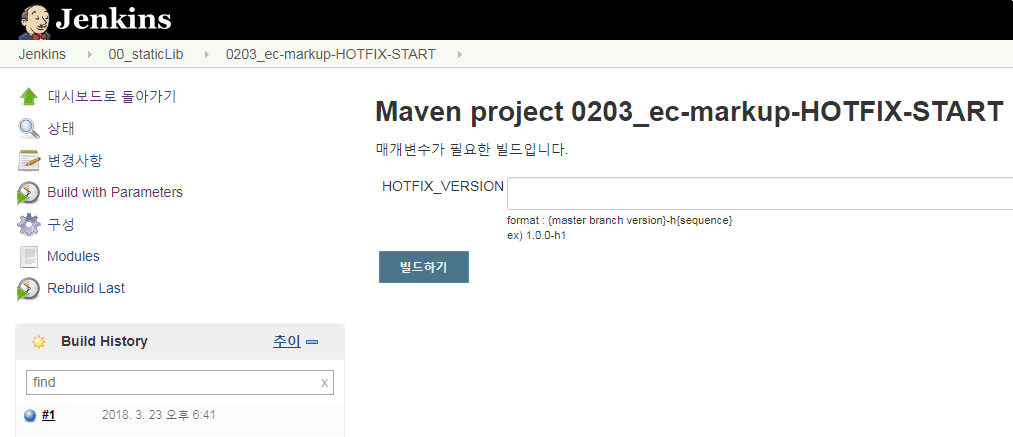 Jenkins
Jenkins 00_staticLib 0203_ec-markup-HOTFIX-START
대시보드로 돌아가기
상태
변경사항
Build with Parameters
구성
Modules
Rebuild Last
Build History 추이
find x
#1 2018. 3. 23 오후 6:41
Maven project 0203_ec-markup-HOTFIX-START
매개변수가 필요한 빌드입니다.
HOTFIX_VERSION
format : {master branch version}-h{sequence}
ex) 1.0.0-h1
빌드하기